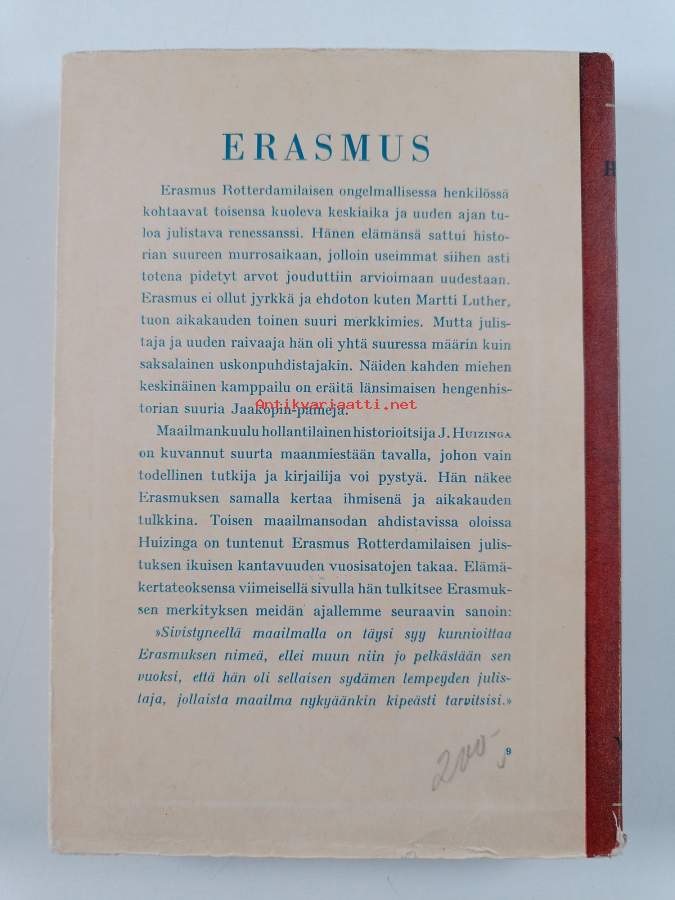 ERASMUS
Erasmus Rotterdamilaisen ongelmallisessa henkilössä
kohtaavat toisensa kuoleva keskiaika ja uuden ajan tu-
loa julistava renessanssi. Hänen elämänsä sattui histo-
rian suureen murrosaikaan, jolloin useimmat siihen asti
totena pidetyt arvot jouduttiin arvioimaan uudestaan.
Erasmus ei ollut jyrkkä ja ehdoton kuten Martti Luther,
tuon aikakauden toinen suuri merkkimies. Mutta julis-
taja ja uuden raivaaja hän oli yhtä suuressa määrin kuin
saksalainen uskonpuhdistajakin. Näiden kahden miehen
keskinäinen kamppailu on eräitä länsimaisen hengenhis-
Antikvariaatti.net
torian suuria Jaakopin-paineja.
Maailmankuulu hollantilainen historioitsija J. HUIZINGA
on kuvannut suurta maanmiestään tavalla, johon vain
todellinen tutkija ja kirjailija voi pystyä. Hän näkee
Erasmuksen samalla kertaa ihmisenä ja aikakauden
tulkkina. Toisen maailmansodan ahdistavissa oloissa
Huizinga on tuntenut Erasmus Rotterdamilaisen julis-
tuksen ikuisen kantavuuden vuosisatojen takaa. Elämä-
kertateoksensa viimeisellä sivulla hän tulkitsee Erasmuk-
sen merkityksen meidän ajallemme seuraavin sanoin:
»Sivistyneellä maailmalla on täysi syy kunnioittaa
Erasmuksen nimeä, ellei muun niin jo pelkästään sen
vuoksi, että hän oli sellaisen sydämen lempeyden julis-
taja, jollaista maailma nykyäänkin kipeästi tarvitsisi.»
200,-
9